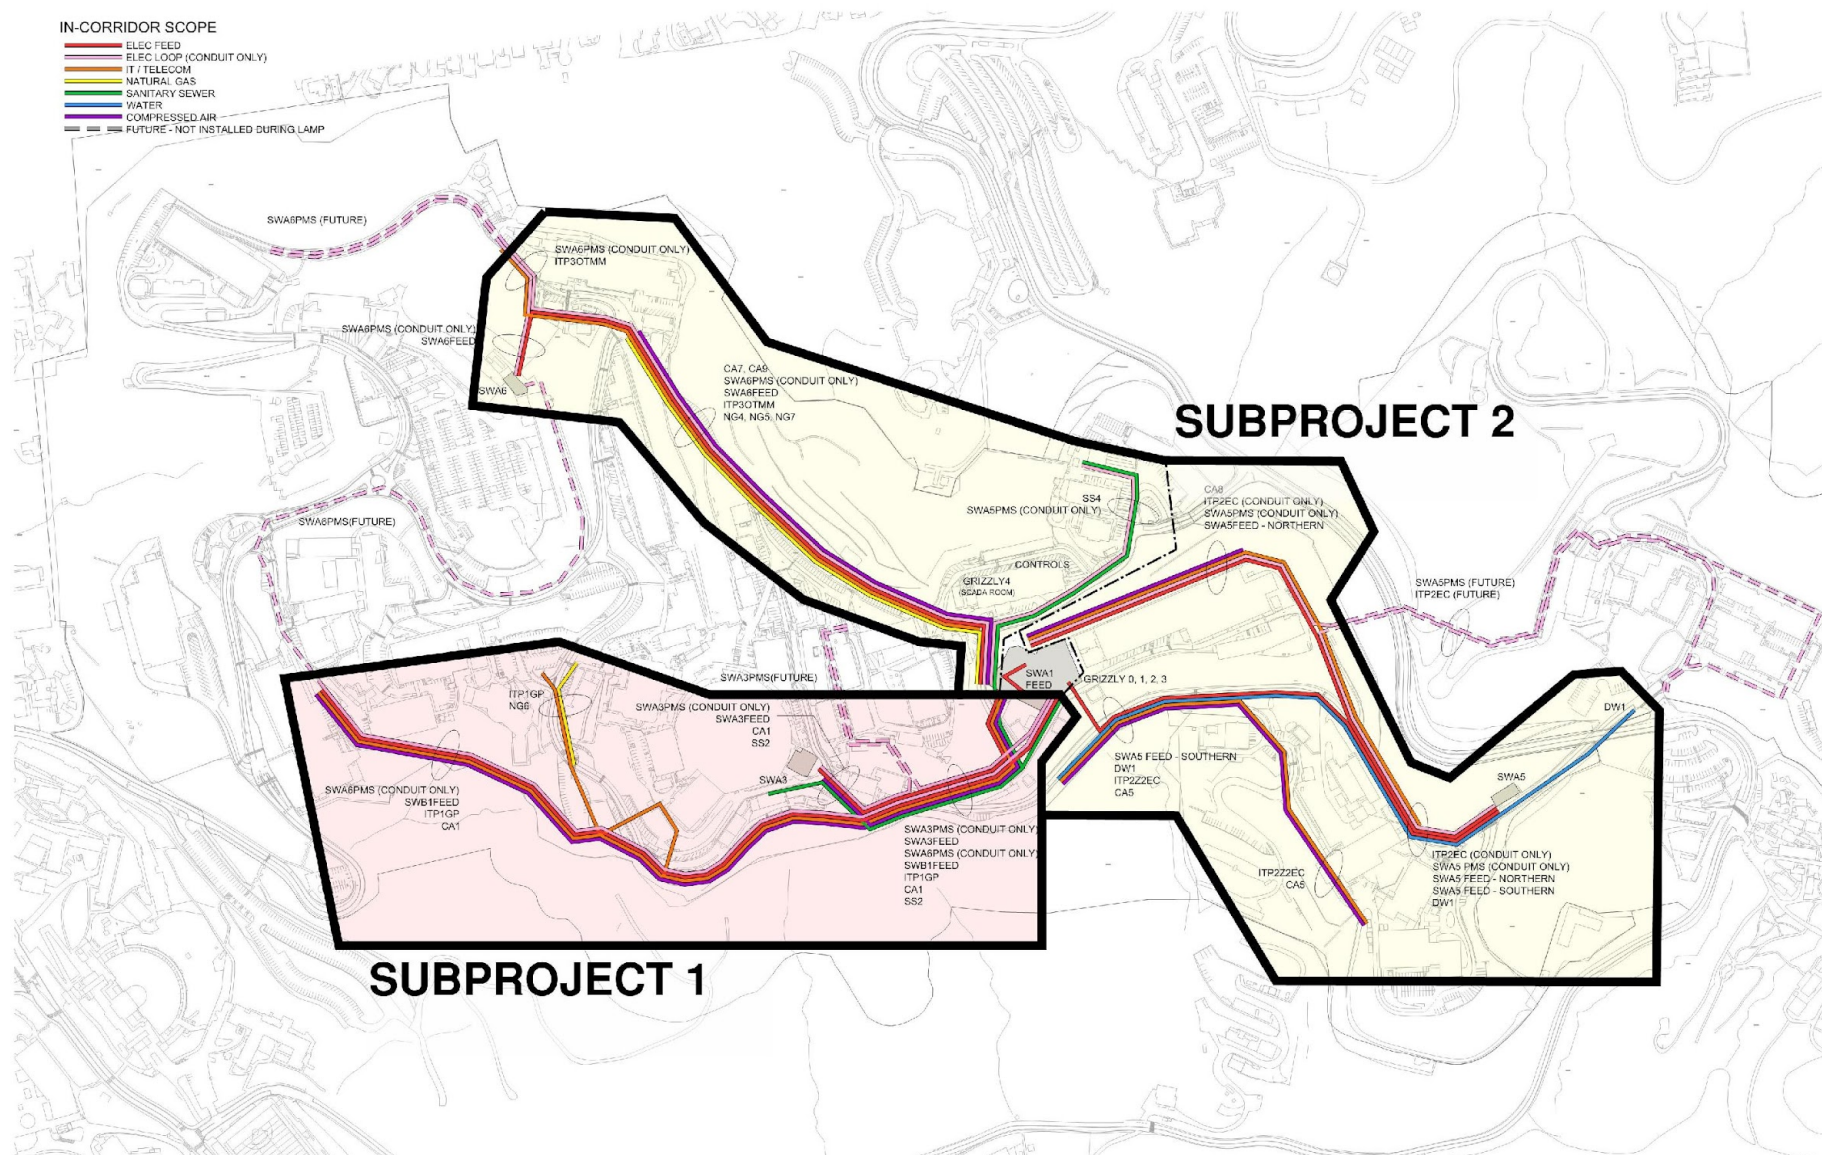 IN-CORRIDOR SCOPE
ELEC FEED
ELEC LOOP (CONDUIT ONLY)
IT / TELECOM
NATURAL GAS
SANITARY SEWER
WATER
COMPRESSED AIR
FUTURE - NOT INSTALLED DURING LAMP
SWA6PMS (FUTURE)
SWA6PMS (CONDUIT ONLY)
ITP3OTMM
SWA6PMS (CONDUIT ONLY)
SWA6FEED
SWA6
CA7, CA9
SWA6PMS (CONDUIT ONLY)
SWA6FEED
ITP3OTMM
NG4, NG5, NG7
SUBPROJECT 2
SS4
SWA5PMS (CONDUIT ONLY)
CA8
ITP2EC (CONDUIT ONLY)
SWA5PMS (CONDUIT ONLY)
SWA5FEED - NORTHERN
SWA6PMS(FUTURE)
CONTROLS
GRIZZLY4
(SCADA ROOM)
SWA5PMS (FUTURE)
ITP2EC (FUTURE)
SWA3PMS(FUTURE)
SWA1
FEED
GRIZZLY 0, 1, 2, 3
ITP1GP
NG6
SWA3PMS (CONDUIT ONLY)
SWA3FEED
CA1
SS2
DW1
SWA5 FEED - SOUTHERN
DW1
ITP2Z2EC
CA5
SWA3
SWA5
SWA6PMS (CONDUIT ONLY)
SWB1FEED
ITP1GP
CA1
SWA3PMS (CONDUIT ONLY)
SWA3FEED
SWA6PMS (CONDUIT ONLY)
SWB1FEED
ITP1GP
CA1
SS2
ITP2Z2EC
CA5
ITP2EC (CONDUIT ONLY)
SWA5 PMS (CONDUIT ONLY)
SWA5 FEED - NORTHERN
SWA5 FEED - SOUTHERN
DW1
SUBPROJECT 1